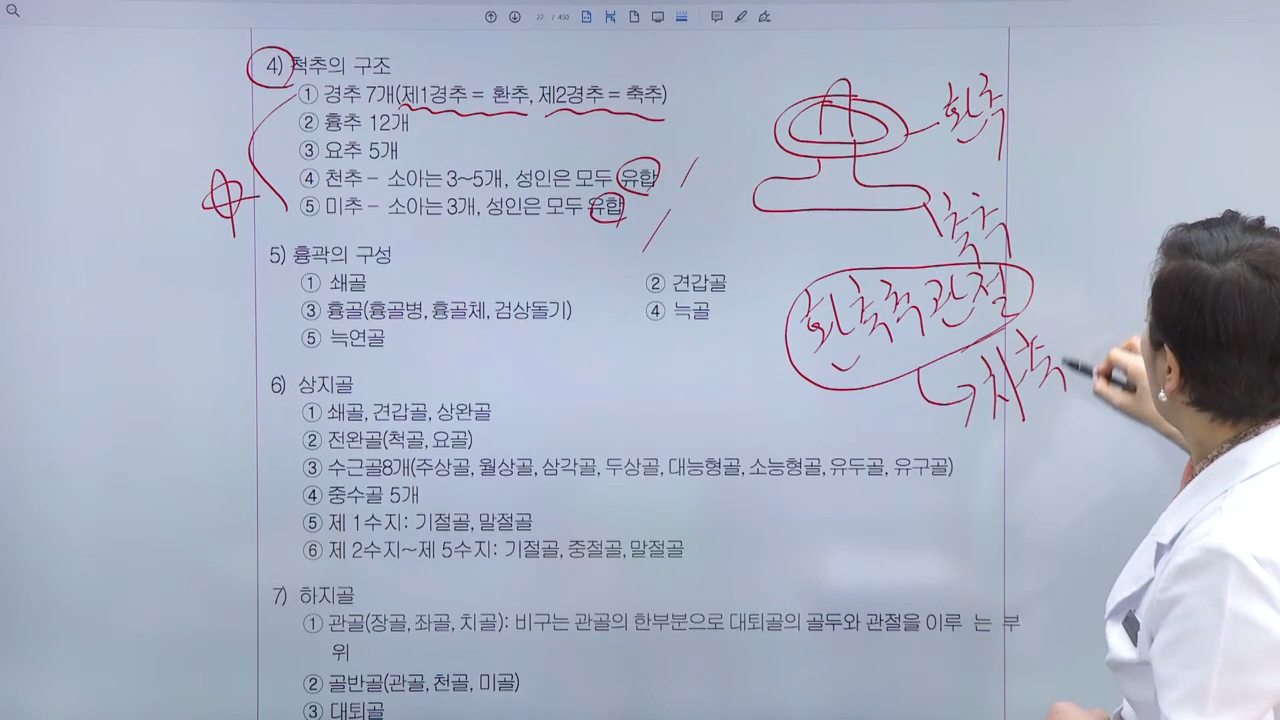 22 / 450
4) 척추의 구조
① 경추 7개(제1경추 = 환추, 제2경추 = 축추)
② 흉추 12개
③ 요추 5개
④ 천추 - 소아는 3~5개, 성인은 모두 유합
⑤ 미추 - 소아는 3개, 성인은 모두 유합
환추
축추
환축추관절
차축
5) 흉곽의 구성
① 쇄골 ② 견갑골
③ 흉골(흉골병, 흉골체, 검상돌기) ④ 늑골
⑤ 늑연골
6) 상지골
① 쇄골, 견갑골, 상완골
② 전완골(척골, 요골)
③ 수근골8개(주상골, 월상골, 삼각골, 두상골, 대능형골, 소능형골, 유두골, 유구골)
④ 중수골 5개
⑤ 제 1수지: 기절골, 말절골
⑥ 제 2수지~제 5수지: 기절골, 중절골, 말절골
7) 하지골
① 관골(장골, 좌골, 치골): 비구는 관골의 한부분으로 대퇴골의 골두와 관절을 이루 는 부
위
② 골반골(관골, 천골, 미골)
③ 대퇴골